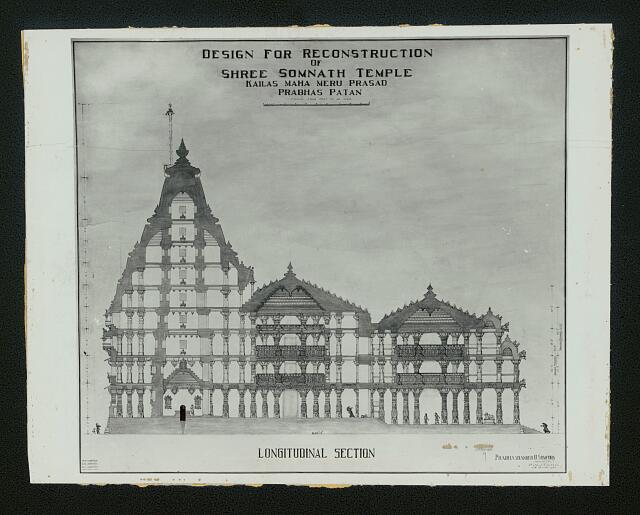 DESIGN FOR RECONSTRUCTION
OF
SHREE SOMNATH TEMPLE
KAILAS MAHA MERU PRASAD
PRABHAS PATAN
LONGITUDINAL SECTION